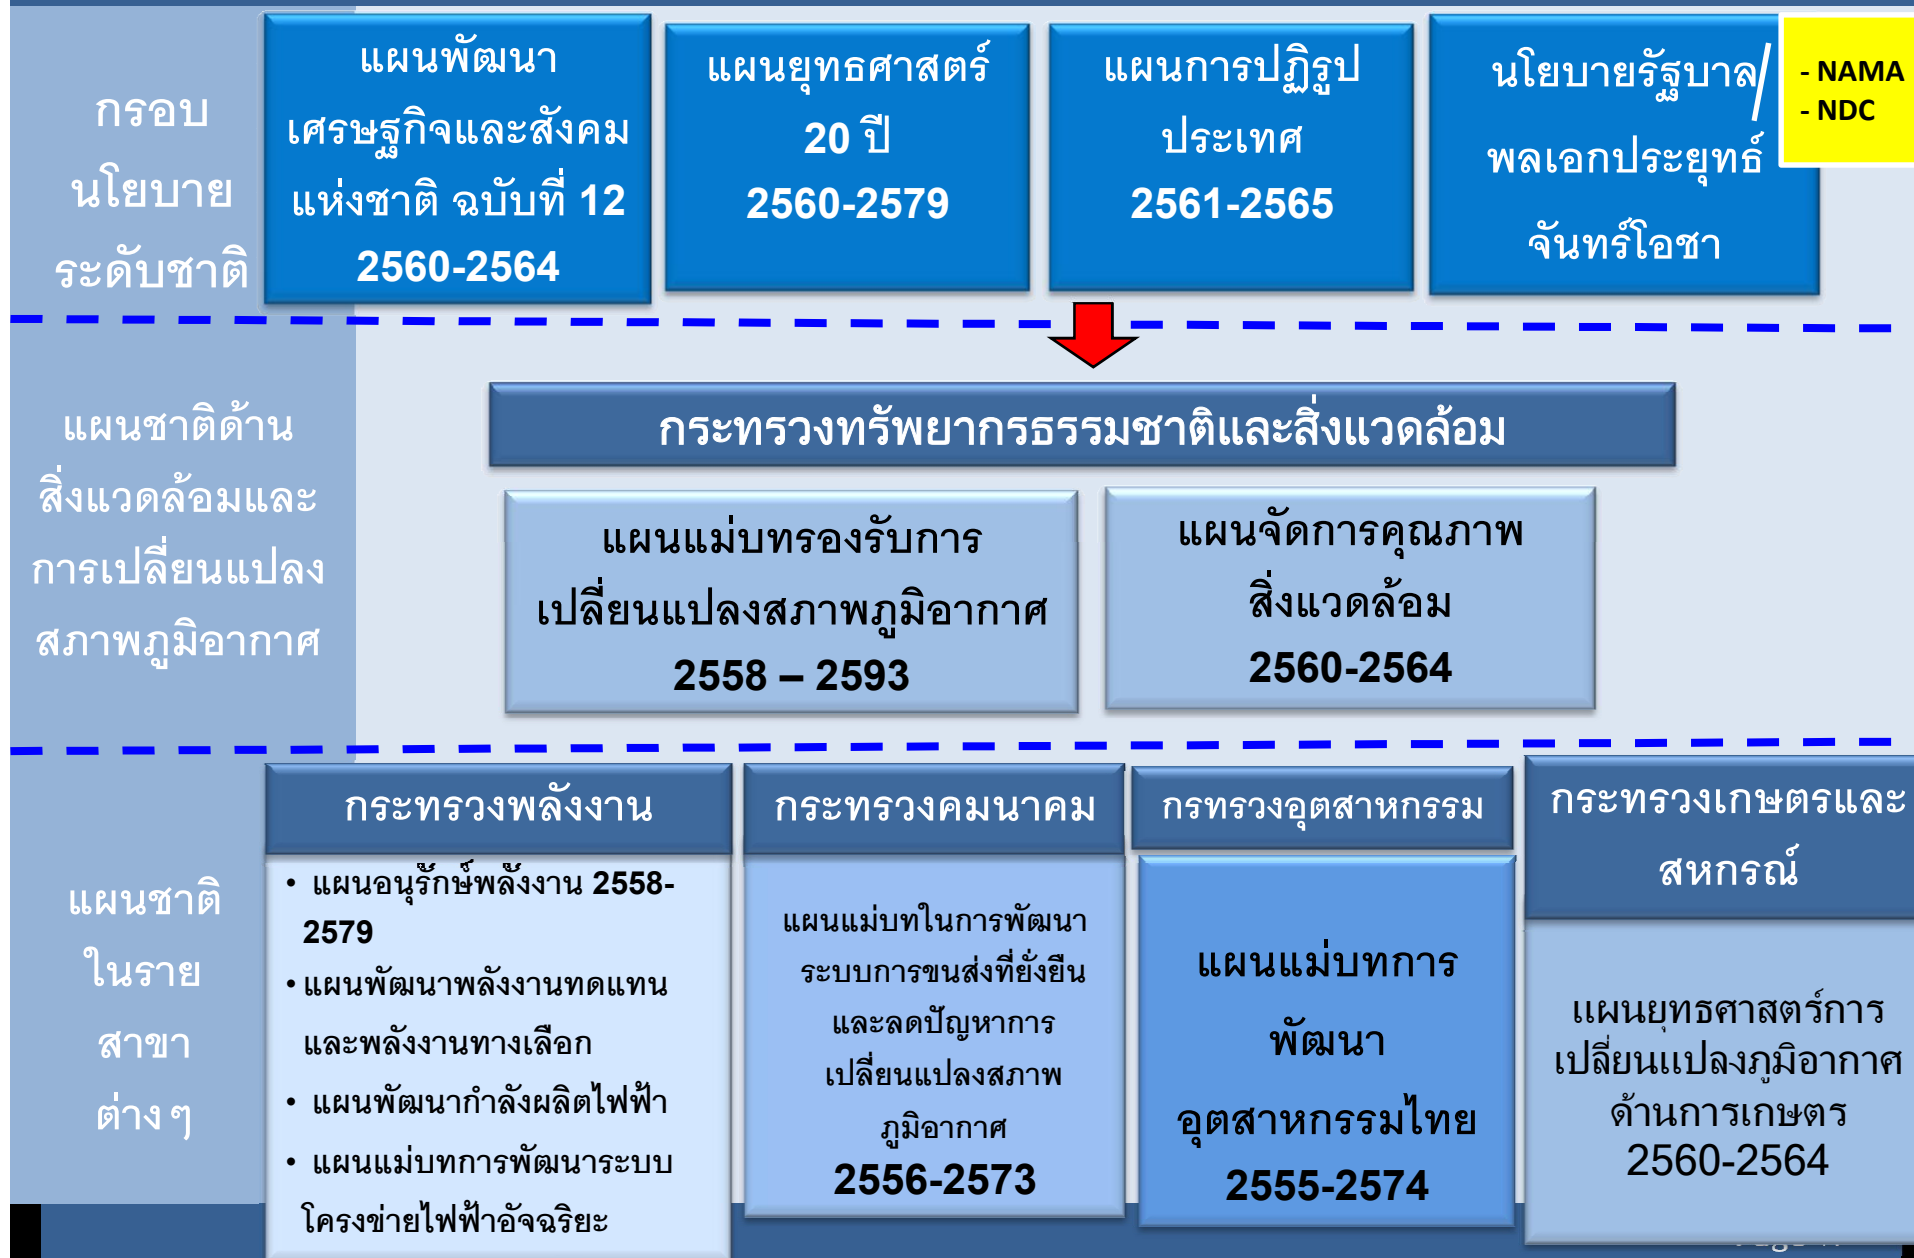 กรอบ
นโยบาย
ระดับชาติ
แผนพัฒนา
เศรษฐกิจและสังคม
แห่งชาติ ฉบับที่ 12
2560-2564
แผนยุทธศาสตร์
20 ปี
2560-2579
แผนการปฏิรูป
ประเทศ
2561-2565
นโยบายรัฐบาล/
พลเอกประยุทธ์
จันทร์โอชา
- NAMA
- NDC
แผนชาติด้าน
สิ่งแวดล้อมและ
การเปลี่ยนแปลง
สภาพภูมิอากาศ
กระทรวงทรัพยากรธรรมชาติและสิ่งแวดล้อม
แผนแม่บทรองรับการ
เปลี่ยนแปลงสภาพภูมิอากาศ
2558 – 2593
แผนจัดการคุณภาพ
สิ่งแวดล้อม
2560-2564
แผนชาติ
ในราย
สาขา
ต่าง ๆ
กระทรวงพลังงาน
• แผนอนุรักษ์พลังงาน 2558-
2579
• แผนพัฒนาพลังงานทดแทน
และพลังงานทางเลือก
• แผนพัฒนากำลังผลิตไฟฟ้า
• แผนแม่บทการพัฒนาระบบ
โครงข่ายไฟฟ้าอัจฉริยะ
กระทรวงคมนาคม
แผนแม่บทในการพัฒนา
ระบบการขนส่งที่ยั่งยืน
และลดปัญหาการ
เปลี่ยนแปลงสภาพ
ภูมิอากาศ
2556-2573
กรทรวงอุตสาหกรรม
แผนแม่บทการ
พัฒนา
อุตสาหกรรมไทย
2555-2574
กระทรวงเกษตรและ
สหกรณ์
แผนยุทธศาสตร์การ
เปลี่ยนแปลงภูมิอากาศ
ด้านการเกษตร
2560-2564